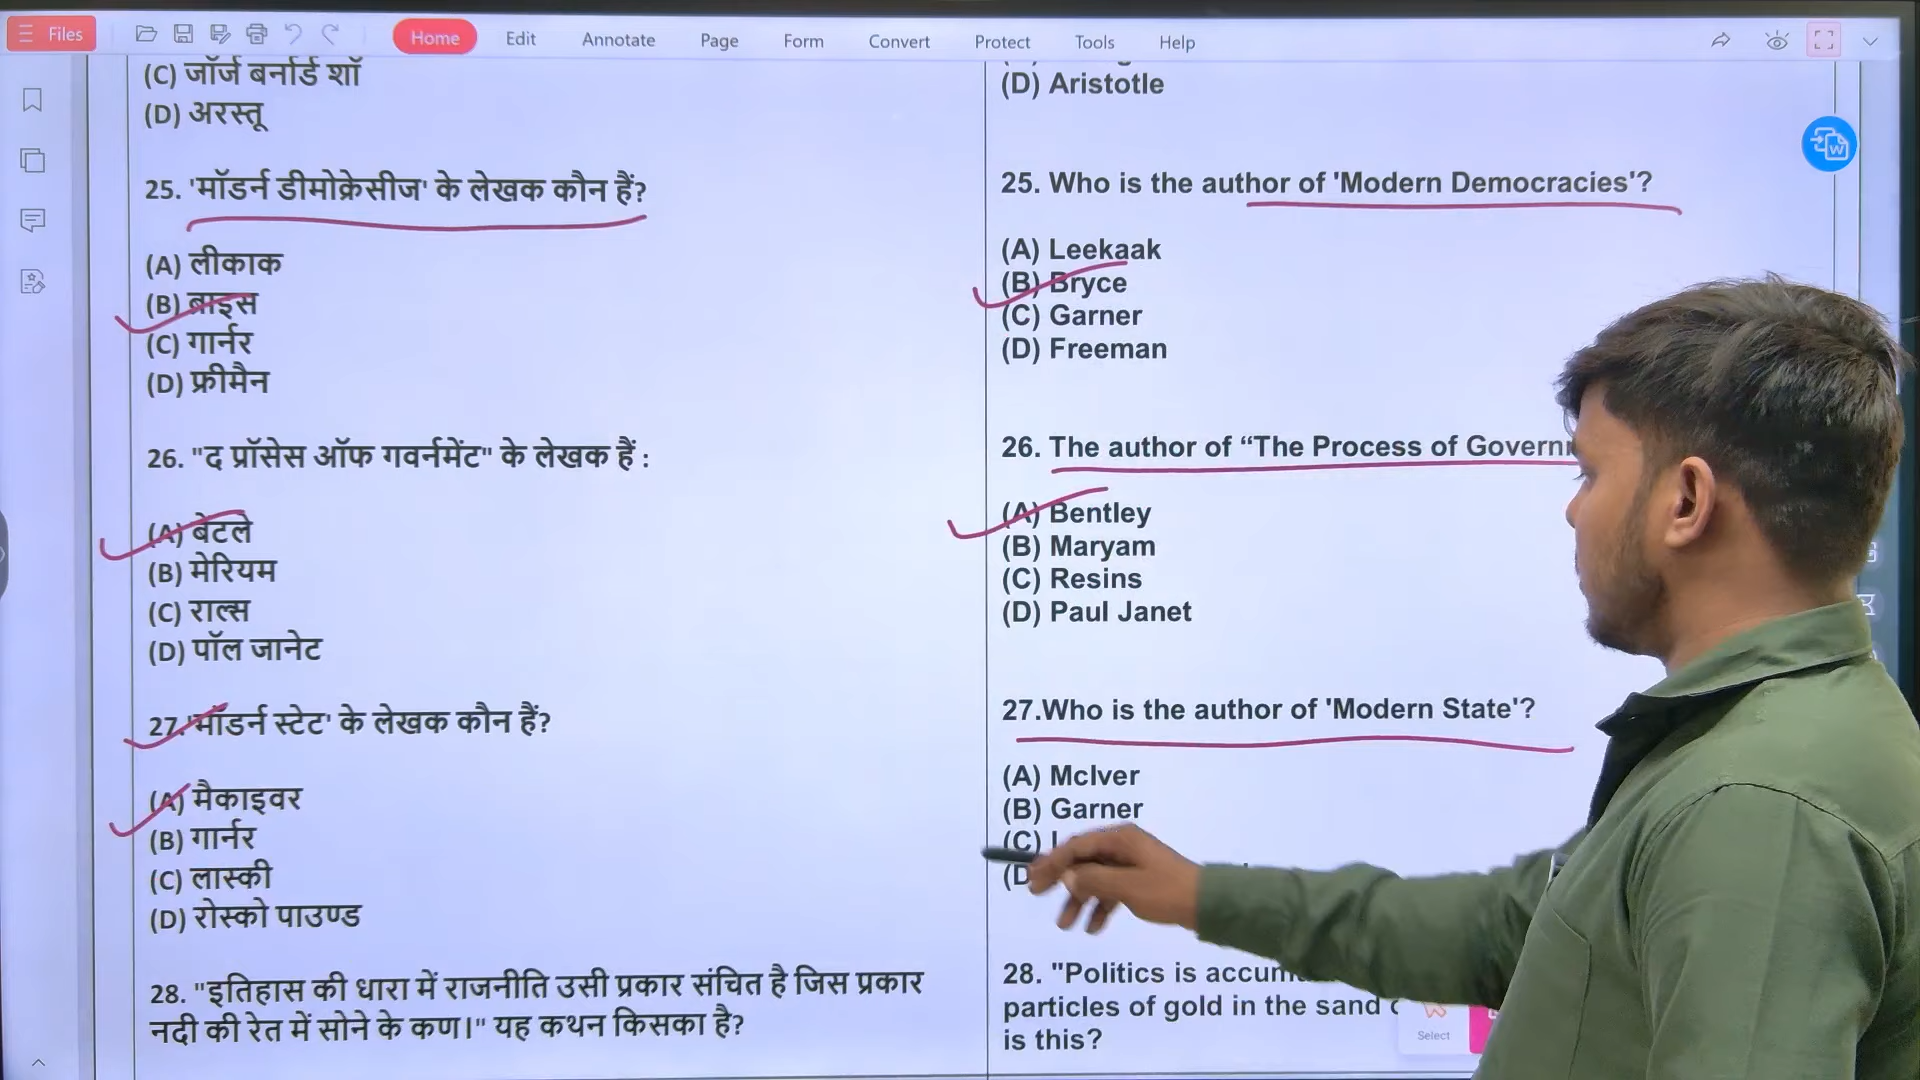 Files
Home Edit Annotate Page Form Convert Protect Tools Help
(C) जॉर्ज बर्नार्ड शॉ
(D) अरस्तू
25. 'मॉडर्न डीमोक्रेसीज' के लेखक कौन हैं?
(A) लीकाक
(B) बाइस
(C) गार्नर
(D) फ्रीमैन
26. "द प्रॉसेस ऑफ गवर्नमेंट" के लेखक हैं :
(A) बेटले
(B) मेरियम
(C) राल्स
(D) पॉल जानेट
27.'मॉडर्न स्टेट' के लेखक कौन हैं?
(A) मैकाइवर
(B) गार्नर
(C) लास्की
(D) रोस्को पाउण्ड
28. "इतिहास की धारा में राजनीति उसी प्रकार संचित है जिस प्रकार
नदी की रेत में सोने के कण।" यह कथन किसका है?
(D) Aristotle
25. Who is the author of 'Modern Democracies'?
(A) Leekaak
(B) Bryce
(C) Garner
(D) Freeman
26. The author of “The Process of
(A) Bentley
(B) Maryam
(C) Resins
(D) Paul Janet
27.Who is the author of 'Modern State'?
(A) McIver
(B) Garner
(C)
(D
28. "Politics is
particles of gold in the sand
is this?
Select